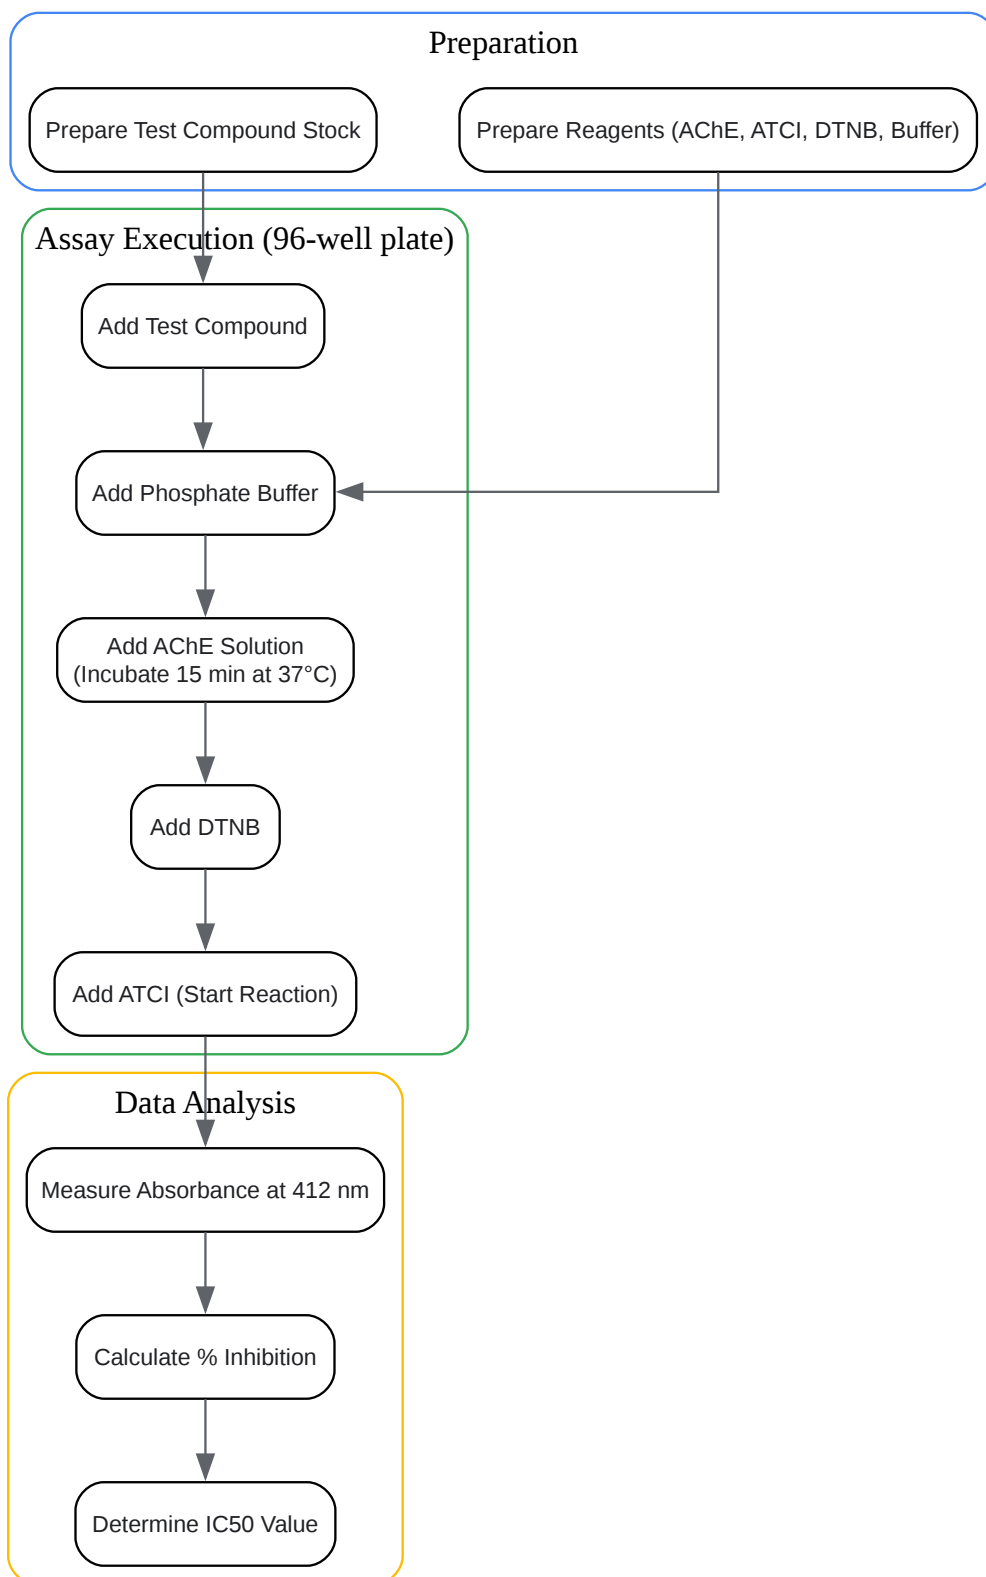 Preparation
Prepare Test Compound Stock
Prepare Reagents (AChE, ATCI, DTNB, Buffer)
Assay Execution (96-well plate)
Add Test Compound
Add Phosphate Buffer
Add AChE Solution
(Incubate 15 min at 37°C)
Add DTNB
Add ATCI (Start Reaction)
Data Analysis
Measure Absorbance at 412 nm
Calculate % Inhibition
Determine IC50 Value